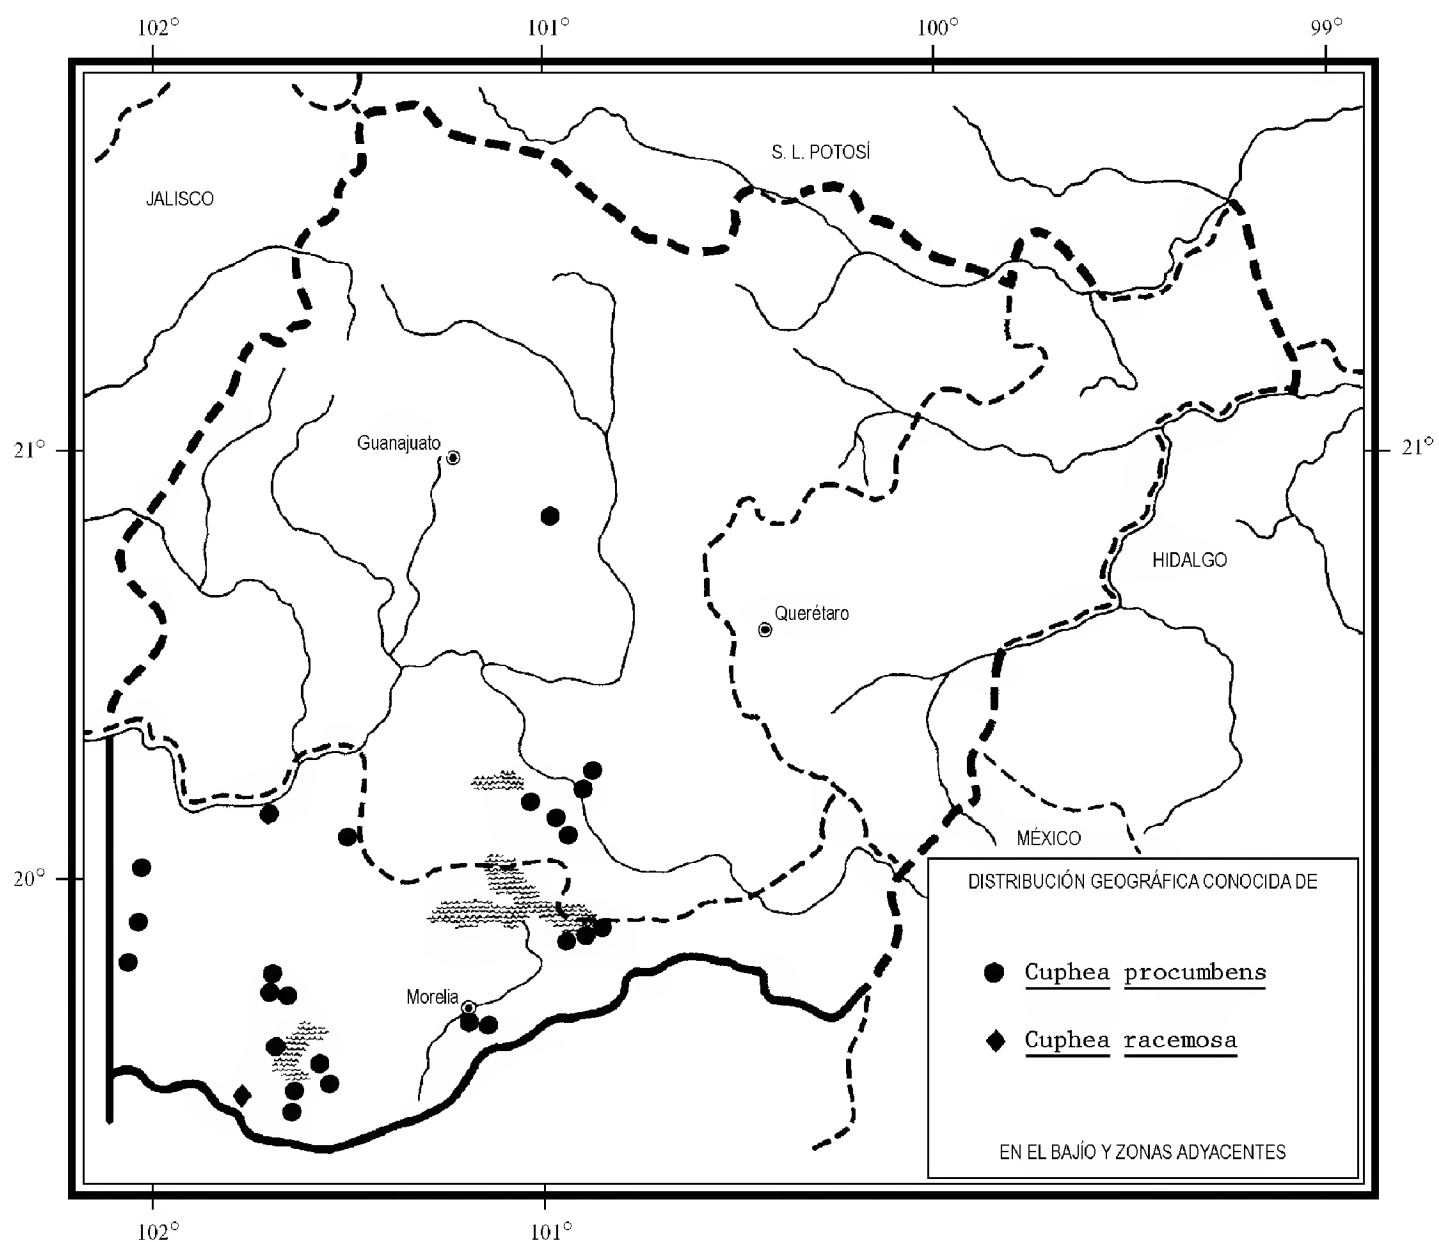 102° 101° 100° 99°
S. L. POTOSÍ
JALISCO
Guanajuato
21° 21°
HIDALGO
Querétaro
MÉXICO
20°
DISTRIBUCIÓN GEOGRÁFICA CONOCIDA DE
Cuphea procumbens
Morelia
Cuphea racemosa
EN EL BAJÍO Y ZONAS ADYACENTES
102° 101°